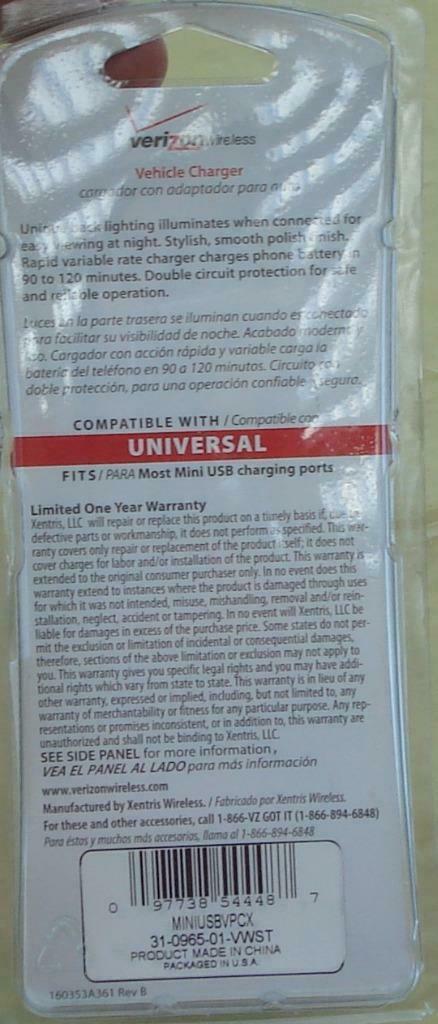 verizonwireless
Vehicle Charger
cargador con adaptador para
back lighting illuminates when connected for
easy viewing at night. Stylish, smooth polish finish.
Rapid variable rate charger charges phone battery in
90 to 120 minutes. Double circuit protection for safe
and reliable operation.
Luces en la parte trasera se iluminan cuando es conectado
para facilitar su visibilidad de noche. Acabado moderno y
liso. Cargador con acción rápida y variable carga la
batería del teléfono en 90 a 120 minutos. Circuito con
doble protección, para una operación confiable y segura.
COMPATIBLE WITH / Compatible con
UNIVERSAL
FITS / PARA Most Mini USB charging ports
Limited One Year Warranty
Xentris, LLC will repair or replace this product on a timely basis if, due to
defective parts or workmanship, it does not perform as specified. This war-
ranty covers only repair or replacement of the product itself; it does not
cover charges for labor and/or installation of the product. This warranty is
extended to the original consumer purchaser only. In no event does this
warranty extend to instances where the product is damaged through uses
for which it was not intended, misuse, mishandling, removal and/or rein-
stallation, neglect, accident or tampering. In no event will Xentris, LLC be
liable for damages in excess of the purchase price. Some states do not per-
mit the exclusion or limitation of incidental or consequential damages,
therefore, sections of the above limitation or exclusion may not apply to
you. This warranty gives you specific legal rights and you may have addi-
tional rights which vary from state to state. This warranty is in lieu of any
other warranty, expressed or implied, including, but not limited to, any
warranty of merchantability or fitness for any particular purpose. Any rep-
resentations or promises inconsistent, or in addition to, this warranty are
unauthorized and shall not be binding to Xentris, LLC.
SEE SIDE PANEL for more information,
VEA EL PANEL AL LADO para más información
www.verizonwireless.com
Manufactured by Xentris Wireless. / Fabricado por Xentris Wireless.
For these and other accessories, call 1-866-VZ GOT IT (1-866-894-6848)
Para éstos y muchos más accesorios, llama al 1-866-894-6848
0 97738 54448 7
MINIUSBVPCX
31-0965-01-VWST
PRODUCT MADE IN CHINA
PACKAGED IN U.S.A.
160353A361 Rev B